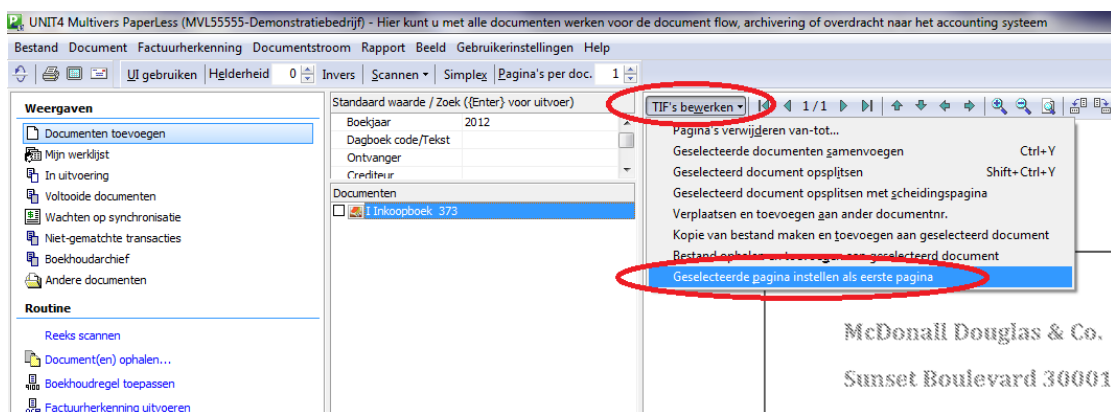 UNIT4 Multivers PaperLess (MVL55555-Demonstratiebedrijf) - Hier kunt u met alle documenten werken voor de document flow, archivering of overdracht naar het accounting systeem
Bestand Document Factuurherkenning Documentstroom Rapport Beeld Gebruikerinstellingen Help
UI gebruiken Helderheid 0 Invers Scannen Simplex Pagina's per doc. 1
Weergaven
Documenten toevoegen
Mijn werklijst
In uitvoering
Voltooide documenten
Wachten op synchronisatie
Niet-gematchte transacties
Boekhoudarchief
Andere documenten
Routine
Reeks scannen
Document(en) ophalen...
Boekhoudregel toepassen
Factuurherkenning uitvoeren
Standaard waarde / Zoek ({Enter} voor uitvoer)
Boekjaar 2012
Dagboek code/Tekst
Ontvanger
Crediteur
Documenten
I Inkoopboek 373
TIF's bewerken 1/1
Pagina's verwijderen van-tot...
Geselecteerde documenten samenvoegen Ctrl+Y
Geselecteerd document opsplitsen Shift+Ctrl+Y
Geselecteerd document opsplitsen met scheidingspagina
Verplaatsen en toevoegen aan ander documentnr.
Kopie van bestand maken en toevoegen aan geselecteerd document
Bestand ophalen en toevoegen aan geselecteerd document
Geselecteerde pagina instellen als eerste pagina
McDonall Douglas & Co.
Sunset Boulevard 30001